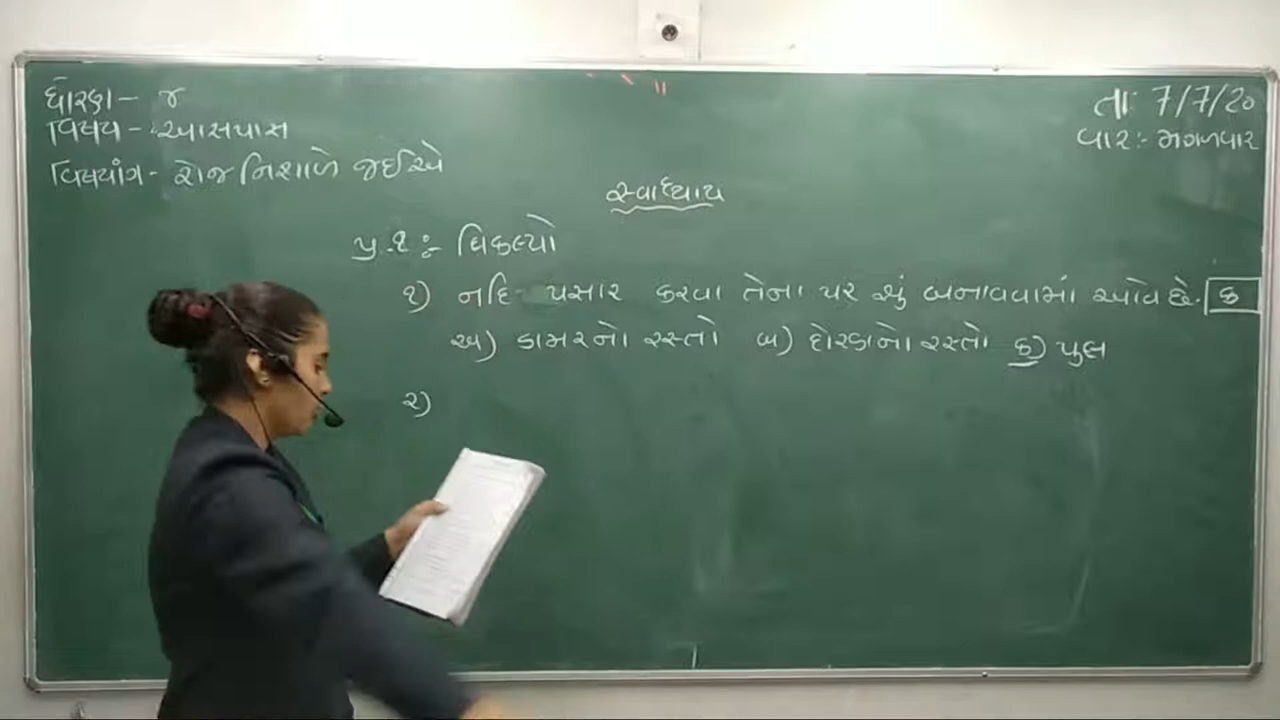 ધોરણ - ૪
તા: 7/7/20
વિષય - આસપાસ
વાર:- મંગળવાર
વિષયાંગ - રોજ નિશાળે જઈએ
સ્વાધ્યાય
પ્ર.૧ :- વિકલ્પો
૧) નદિ પસાર કરવા તેના પર શું બનાવવામાં આવે છે. ક
અ) ડામરનો રસ્તો બ) દોરડાનો રસ્તો ક) પુલ
૨)